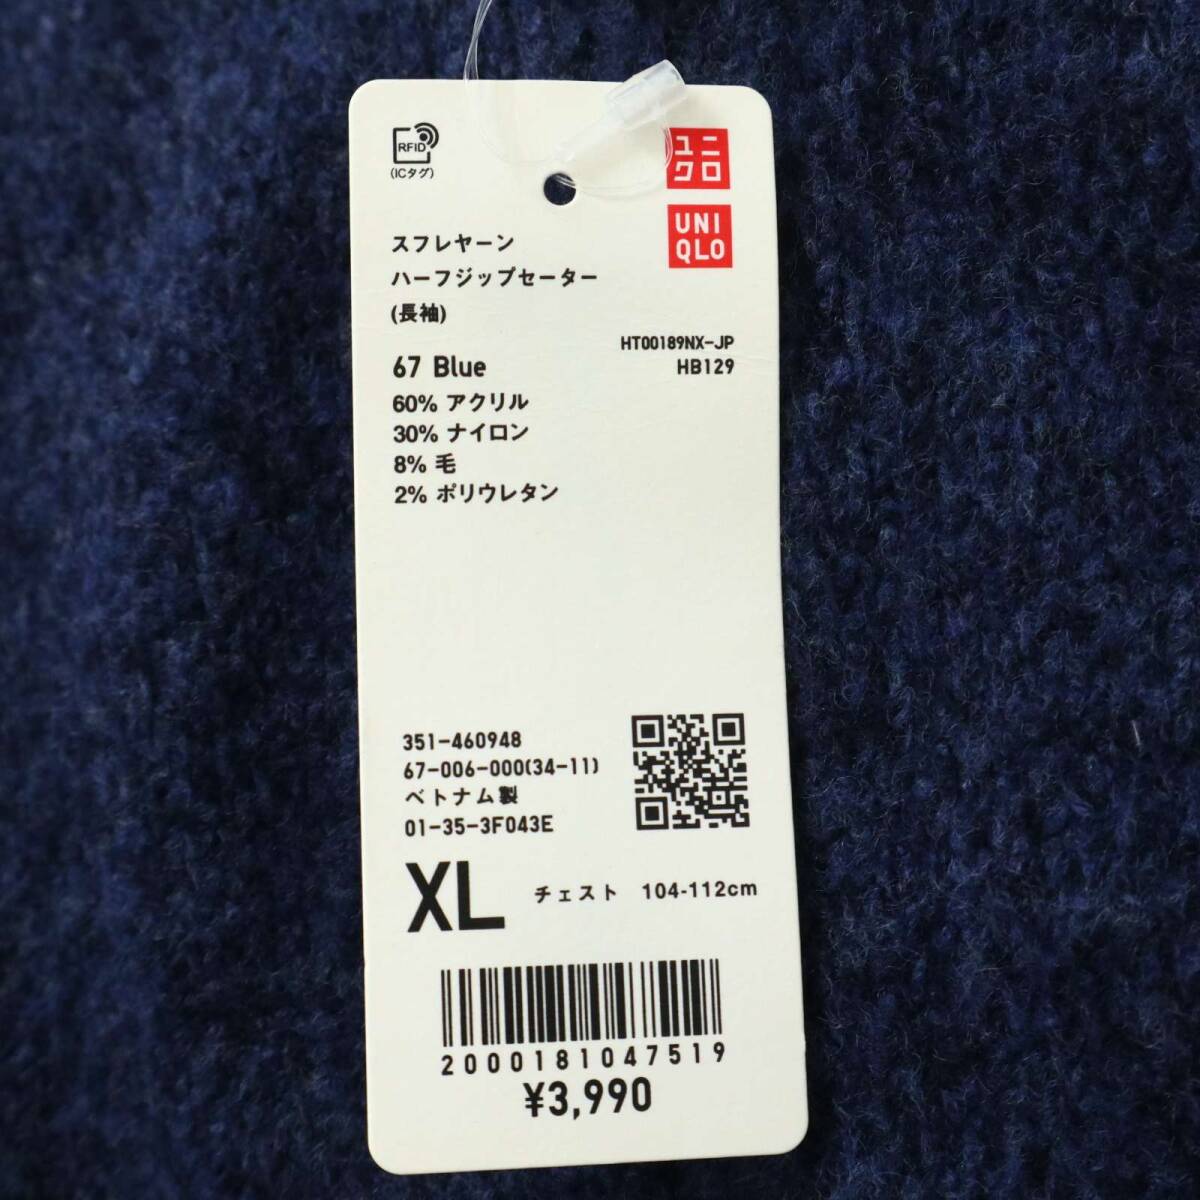 RFID
(ICタグ)
ユニ
クロ
UNI
QLO
スフレヤーン
ハーフジップセーター
(長袖)
HT00189NX-JP
HB129
67 Blue
60% アクリル
30% ナイロン
8% 毛
2% ポリウレタン
351-460948
67-006-000(34-11)
ベトナム製
01-35-3F043E
XL チェスト 104-112cm
2000181047519
¥3,990